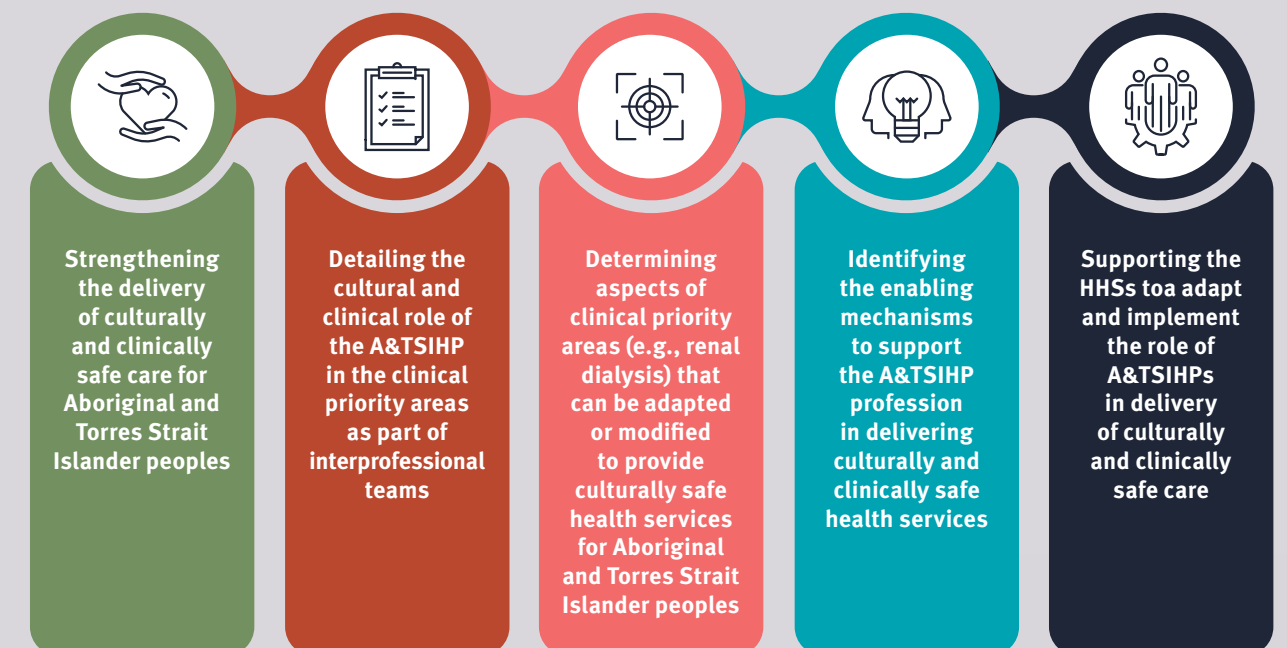 Strengthening
the delivery
of culturally
and clinically
safe care for
Aboriginal and
Torres Strait
Islander peoples
Detailing the
cultural and
clinical role of
the A&TSIHP
in the clinical
priority areas
as part of
interprofessional
teams
Determining
aspects of
clinical priority
areas (e.g., renal
dialysis) that
can be adapted
or modified
to provide
culturally safe
health services
for Aboriginal
and Torres Strait
Islander peoples
Identifying
the enabling
mechanisms
to support
the A&TSIHP
profession
in delivering
culturally and
clinically safe
health services
Supporting the
HHSs toa adapt
and implement
the role of
A&TSIHPs
in delivery
of culturally
and clinically
safe care